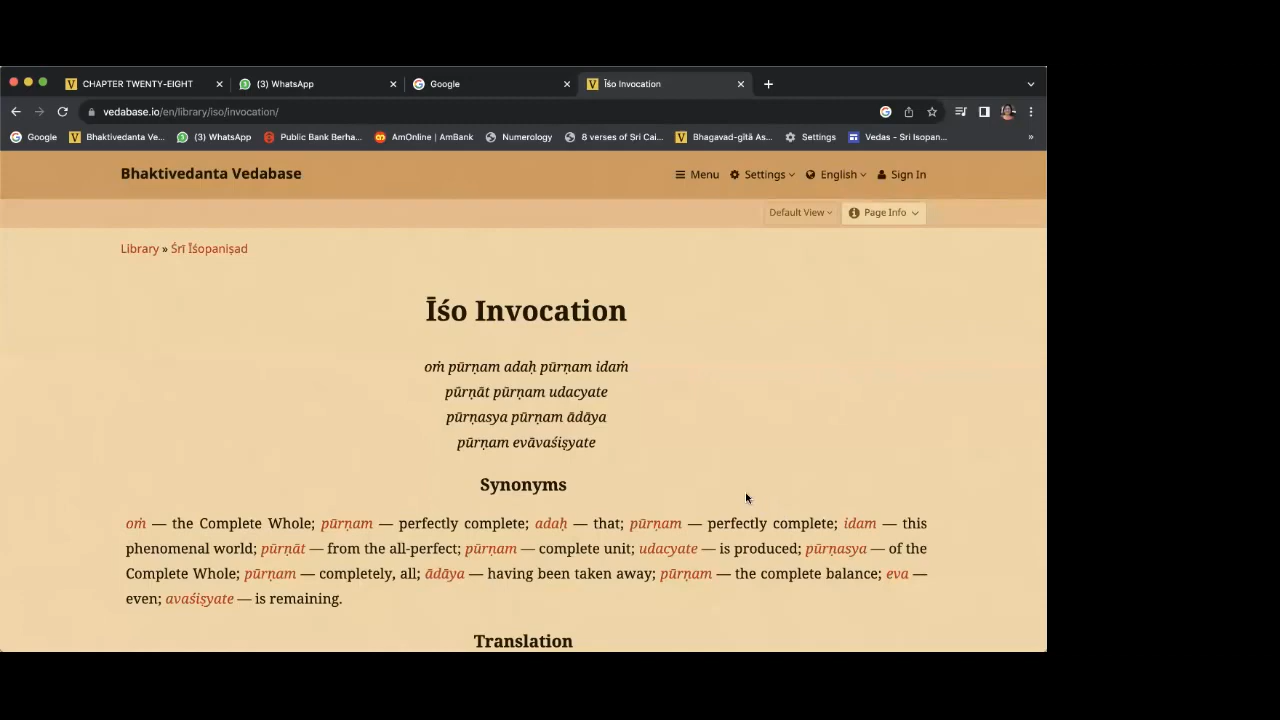 CHAPTER TWENTY-EIGHT
(3) WhatsApp
Google
Īśo Invocation
vedabase.io/en/library/iso/invocation/
Google
Bhaktivedanta Ve...
(3) WhatsApp
Public Bank Berha...
AmOnline | AmBank
Numerology
8 verses of Sri Cai...
Bhagavad-gītā As...
Settings
Vedas - Sri Isopan...
»
Bhaktivedanta Vedabase
Menu
Settings
English
Sign In
Default View
Page Info
Library » Śrī Īśopaniṣad
Īśo Invocation
oṁ pūrṇam adaḥ pūrṇam idaṁ
pūrṇāt pūrṇam udacyate
pūrṇasya pūrṇam ādāya
pūrṇam evāvaśiṣyate
Synonyms
oṁ — the Complete Whole; pūrṇam — perfectly complete; adaḥ — that; pūrṇam — perfectly complete; idam — this
phenomenal world; pūrṇāt — from the all-perfect; pūrṇam — complete unit; udacyate — is produced; pūrṇasya — of the
Complete Whole; pūrṇam — completely, all; ādāya — having been taken away; pūrṇam — the complete balance; eva —
even; avaśiṣyate — is remaining.
Translation